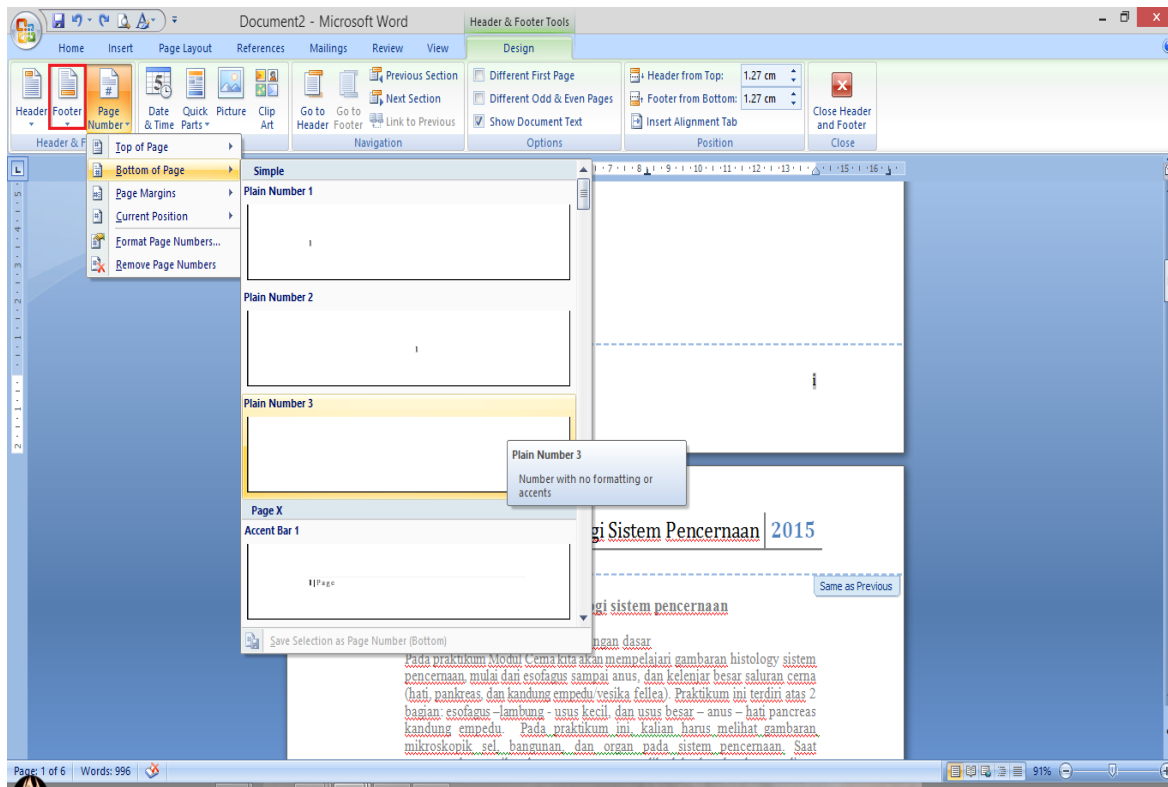 Document2 - Microsoft Word
Header & Footer Tools
Home Insert Page Layout References Mailings Review View Design
Header Footer Page Number
Date & Time Quick Parts Picture Clip Art
Go to Header Go to Footer
Previous Section
Next Section
Link to Previous
Different First Page
Different Odd & Even Pages
Show Document Text
Header from Top: 1.27 cm
Footer from Bottom: 1.27 cm
Insert Alignment Tab
Close Header and Footer
Header & F Navigation Options Position Close
Top of Page
Bottom of Page
Page Margins
Current Position
Format Page Numbers...
Remove Page Numbers
Simple
Plain Number 1
1
Plain Number 2
1
Plain Number 3
Plain Number 3
Number with no formatting or
accents
Page X
Accent Bar 1
1|Page
Save Selection as Page Number (Bottom)
i
gi Sistem Pencernaan 2015
Same as Previous
ogi sistem pencernaan
ngan dasar
Pada praktikum Modul Cerna kita akan mempelajari gambaran histology sistem
pencernaan, mulai dari esofagus sampai anus, dan kelenjar besar saluran cerna
(hati, pankreas, dan kandung empedu/vesika fellea). Praktikum ini terdiri atas 2
bagian: esofagus –lambung - usus kecil, dan usus besar – anus – hati pancreas
kandung empedu. Pada praktikum ini, kalian harus melihat gambaran
mikroskopik sel, bangunan, dan organ pada sistem pencernaan. Saat
Page: 1 of 6 Words: 996 91%